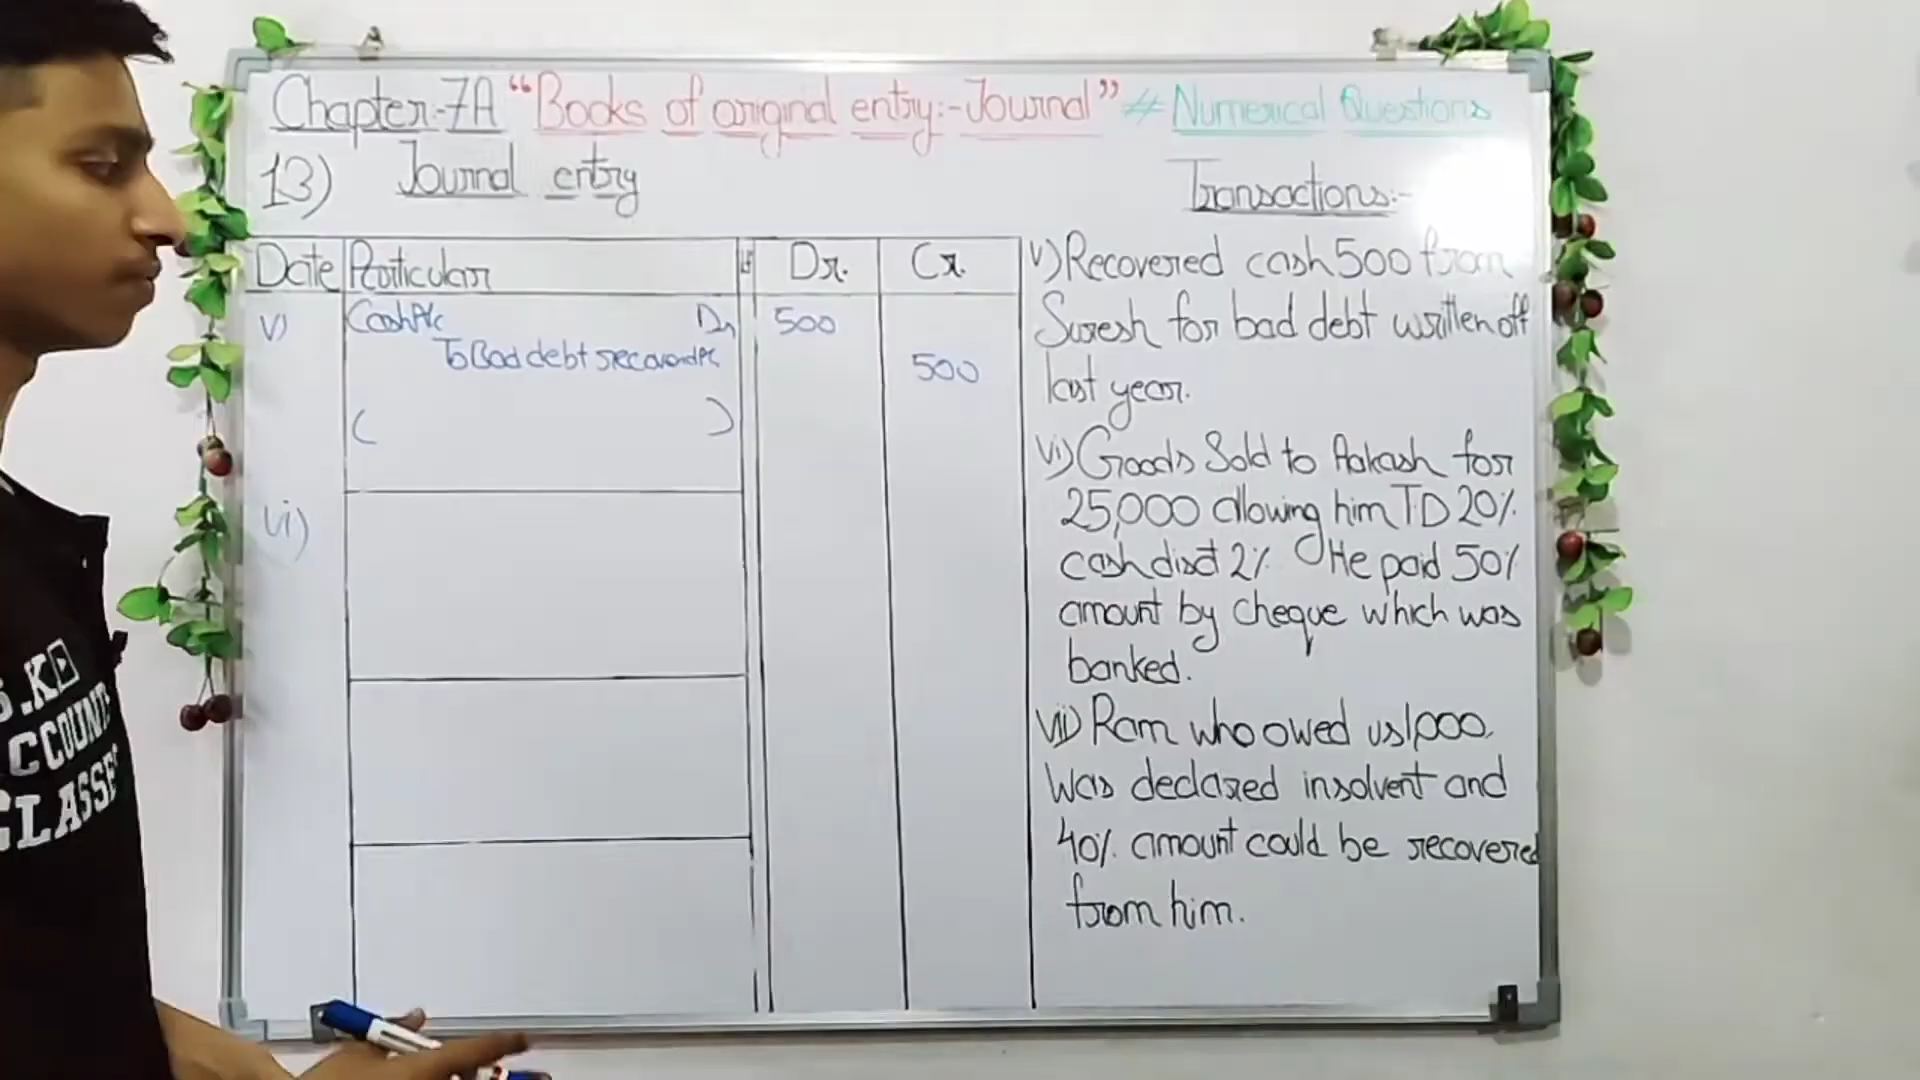 Chapter-7A "Books of original entry:-Journal" # Numerical Questions
13) Journal entry
Transactions:-
Date Particular Dr. Cr.
v) Cash A/c Dr 500
To Bad debt recovered A/c 500
( )
vi)
v) Recovered cash 500 from
Suresh for bad debt written off
last year.
vi) Goods Sold to Aakash for
25,000 allowing him T.D 20%
cash disct 2%. He paid 50%
amount by cheque which was
banked.
vii) Ram who owed us 1,000.
Was declared insolvent and
40% amount could be recovered
from him.
S.K
CCOUNT
CLASSE